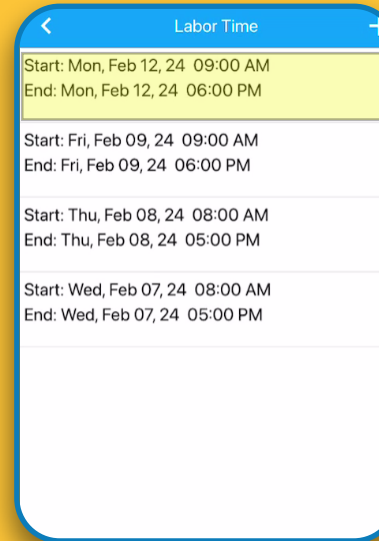 Labor Time
Start: Mon, Feb 12, 24 09:00 AM
End: Mon, Feb 12, 24 06:00 PM
Start: Fri, Feb 09, 24 09:00 AM
End: Fri, Feb 09, 24 06:00 PM
Start: Thu, Feb 08, 24 08:00 AM
End: Thu, Feb 08, 24 05:00 PM
Start: Wed, Feb 07, 24 08:00 AM
End: Wed, Feb 07, 24 05:00 PM